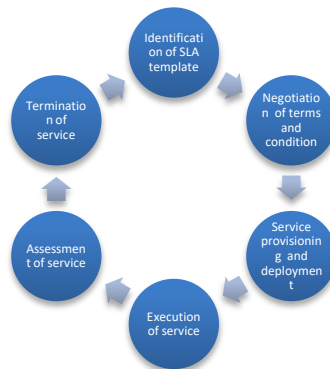 Identificati
on of SLA
template
Negotiatio
n of terms
and
condition
Service
provisionin
g and
deploymen
t
Execution
of service
Assessmen
t of service
Terminatio
n of
service